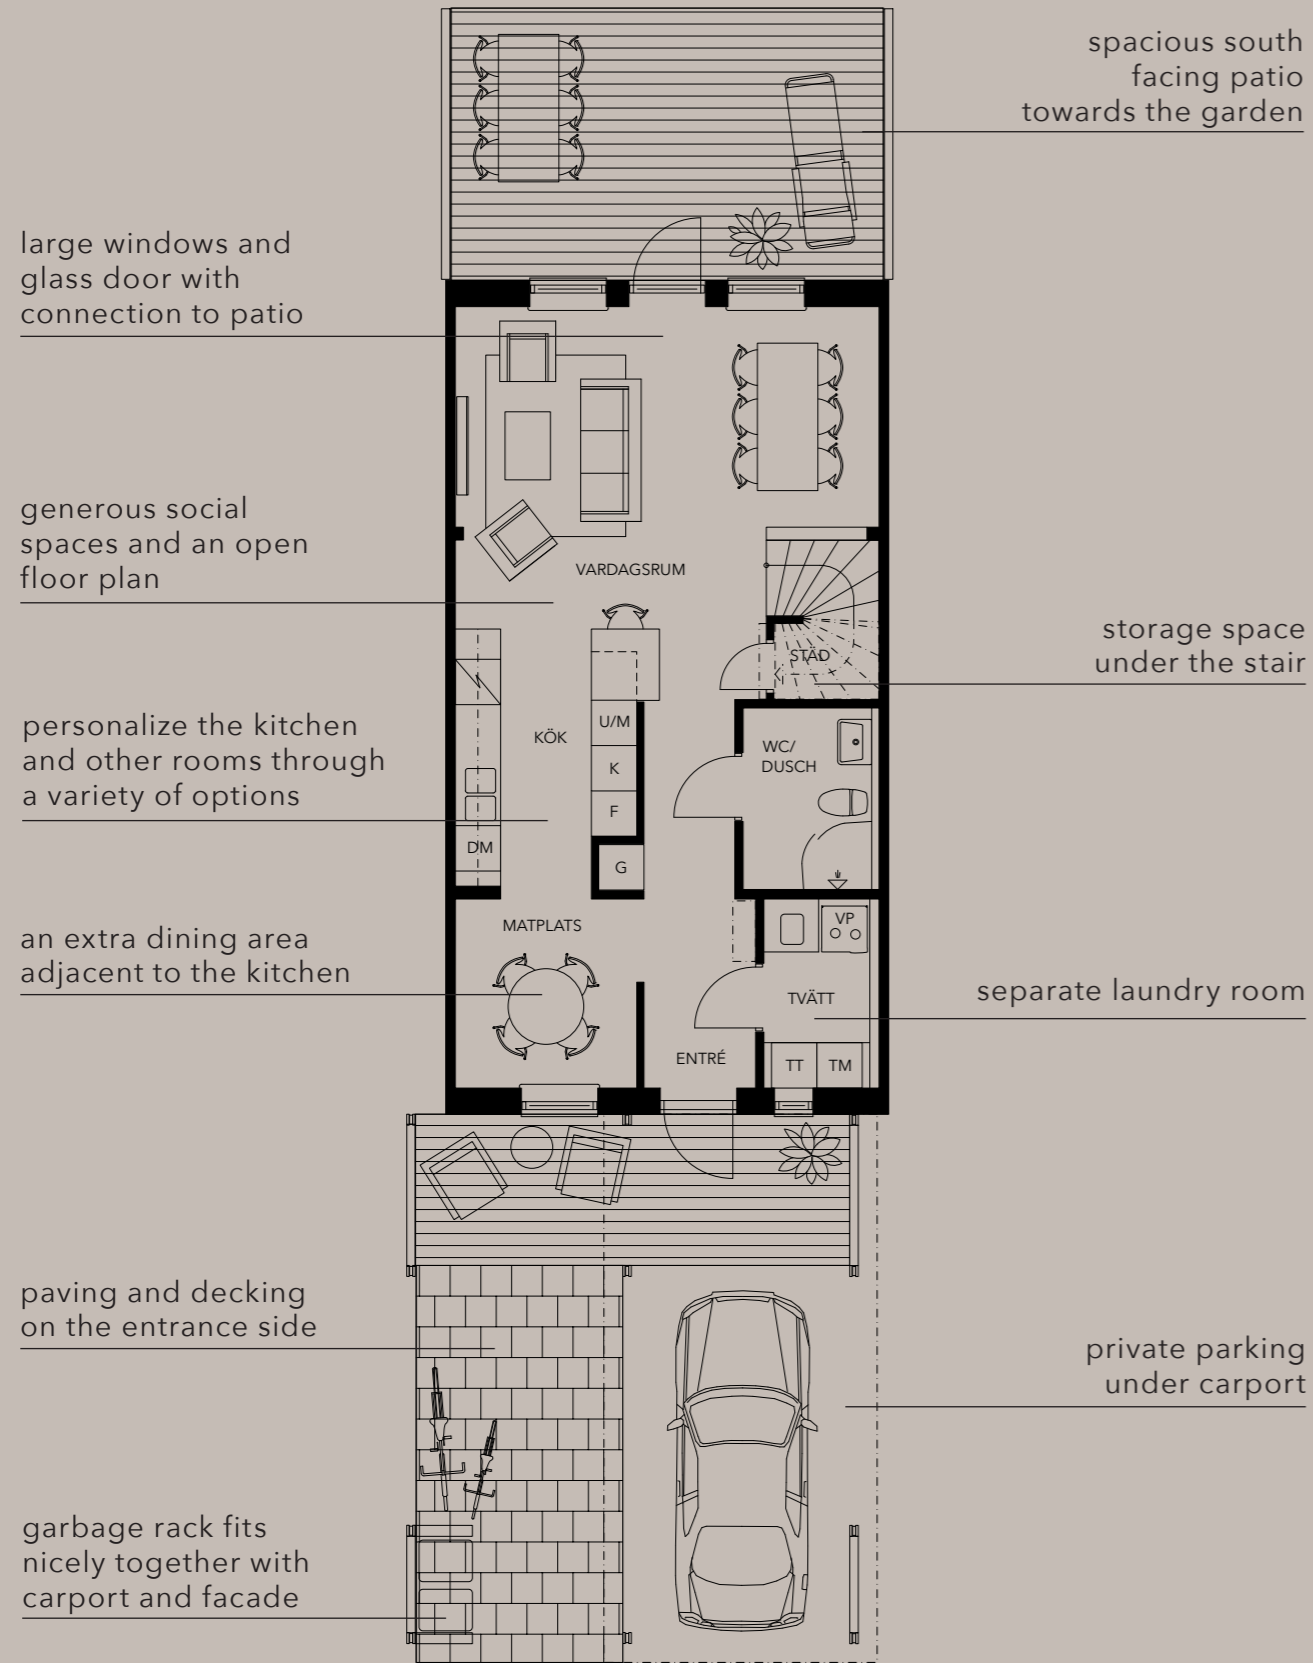 spacious south
facing patio
towards the garden
large windows and
glass door with
connection to patio
generous social
spaces and an open
floor plan
VARDAGSRUM
storage space
under the stair
STÄD
personalize the kitchen
and other rooms through
a variety of options
KÖK
U/M
K
F
G
DM
WC/
DUSCH
an extra dining area
adjacent to the kitchen
MATPLATS
VP
TVÄTT
separate laundry room
ENTRÉ
TT
TM
paving and decking
on the entrance side
private parking
under carport
garbage rack fits
nicely together with
carport and facade